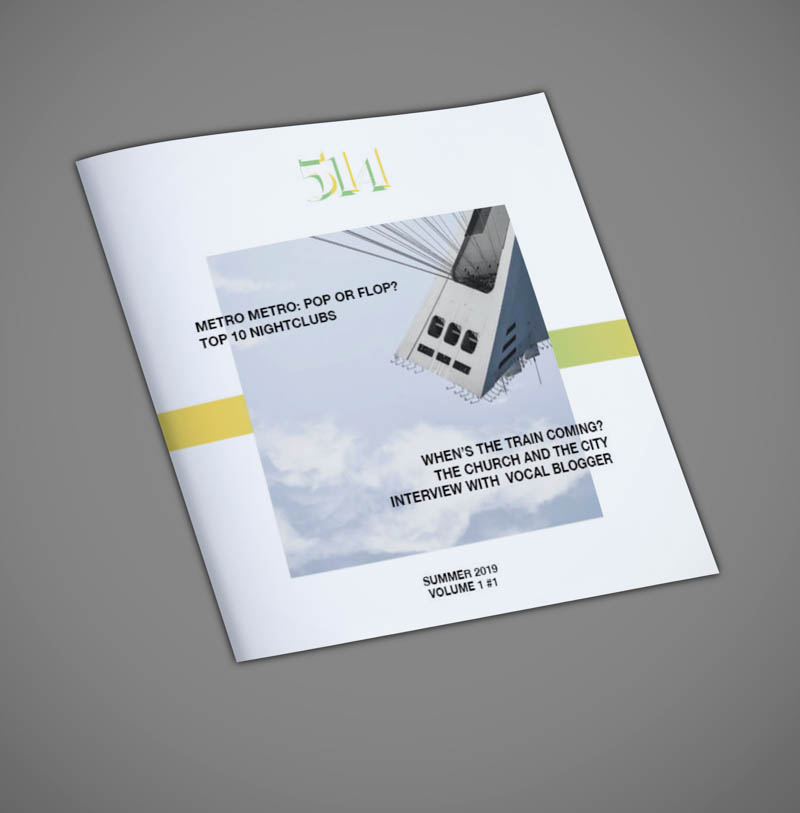 514
METRO METRO: POP OR FLOP?
TOP 10 NIGHTCLUBS
WHEN'S THE TRAIN COMING?
THE CHURCH AND THE CITY
INTERVIEW WITH VOCAL BLOGGER
SUMMER 2019
VOLUME 1 #1